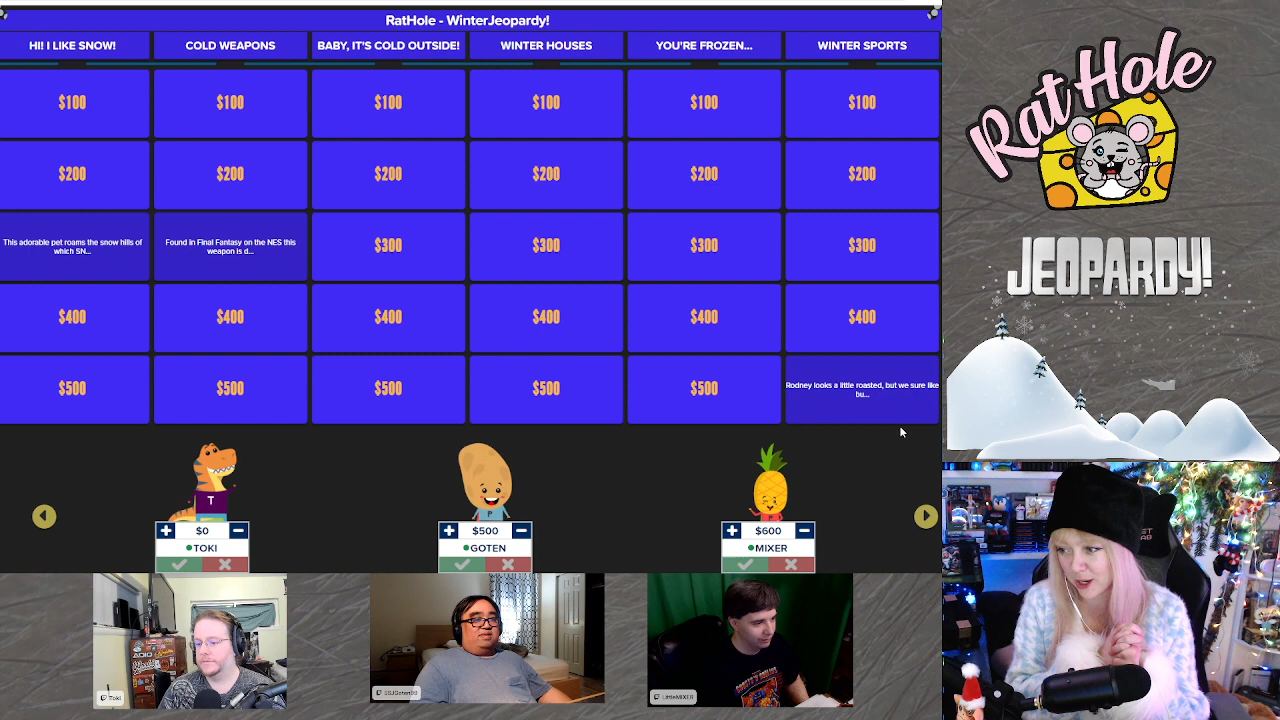 RatHole - WinterJeopardy!
HI! I LIKE SNOW!
COLD WEAPONS
BABY, IT'S COLD OUTSIDE!
WINTER HOUSES
YOU'RE FROZEN...
WINTER SPORTS
$100
$100
$100
$100
$100
$100
$200
$200
$200
$200
$200
$200
This adorable pet roams the snow hills of
which SN...
Found in Final Fantasy on the NES this
weapon is d...
$300
$300
$300
$300
$400
$400
$400
$400
$400
$400
$500
$500
$500
$500
$500
Rodney looks a little roasted, but we sure like
bu...
T
P
+ $0 −
TOKI
+ $500 −
GOTEN
+ $600 −
MIXER
Toki
SSJGoten00
LittleMIXER
Rat Hole
JEOPARDY!